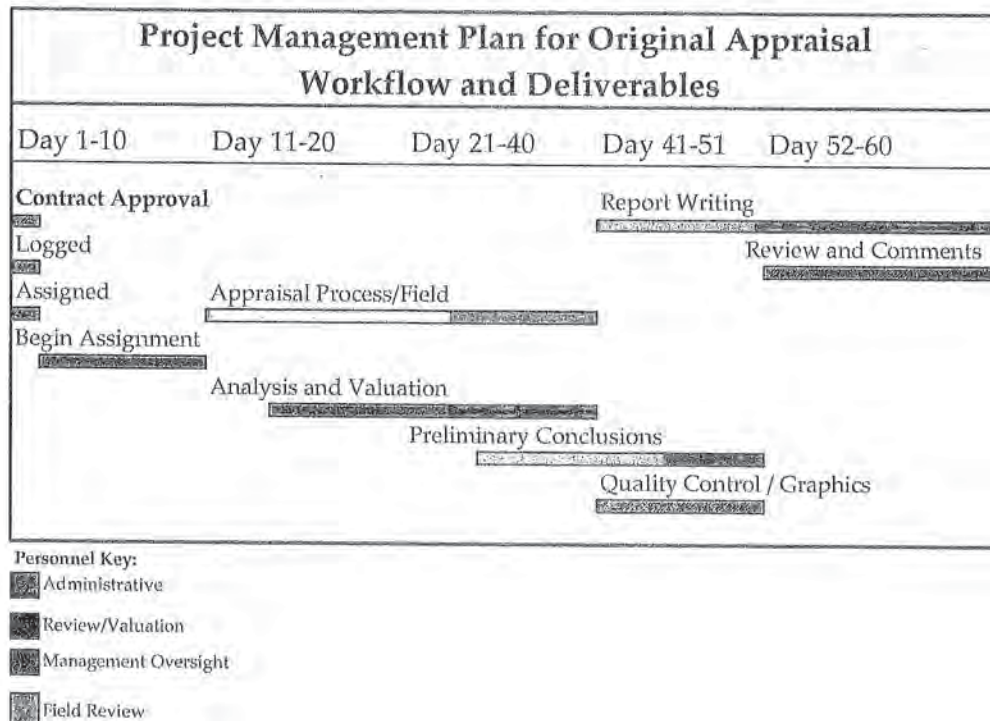 Project Management Plan for Original Appraisal
Workflow and Deliverables
Day 1-10 Day 11-20 Day 21-40 Day 41-51 Day 52-60
Contract Approval
Report Writing
Logged
Review and Comments
Assigned
Appraisal Process/Field
Begin Assignment
Analysis and Valuation
Preliminary Conclusions
Quality Control / Graphics
Personnel Key:
Administrative
Review/Valuation
Management Oversight
Field Review